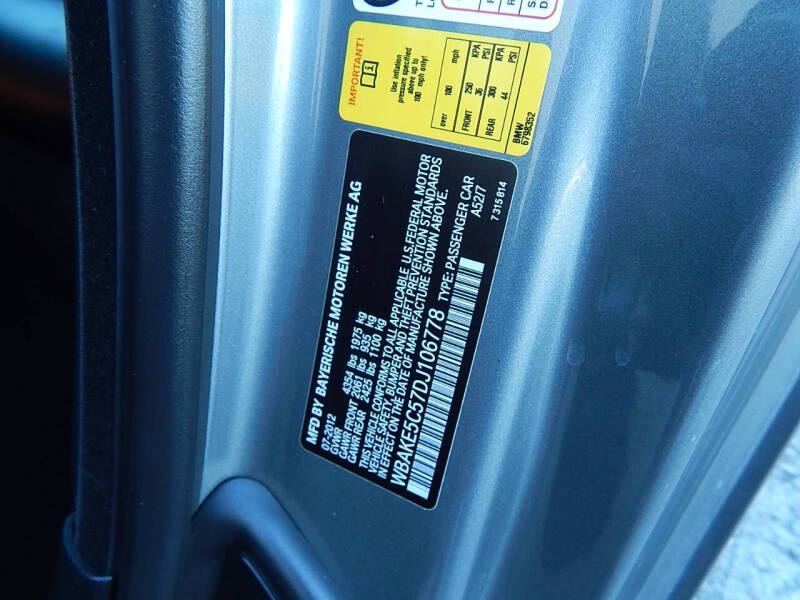 IMPORTANT!
Use inflation
pressure specified
above up to
100 mph only!
mph KPA PSI KPA PSI
over 100 250 36 300 44
FRONT REAR
BMW
6798352
MFD BY BAYERISCHE MOTOREN WERKE AG
07-2012
GVWR 4354 lbs 1975 kg
GAWR FRONT 2061 lbs 935 kg
GAWR REAR 2425 lbs 1100 kg
THIS VEHICLE CONFORMS TO ALL APPLICABLE U.S.FEDERAL MOTOR
VEHICLE SAFETY, BUMPER AND THEFT PREVENTION STANDARDS
IN EFFECT ON THE DATE OF MANUFACTURE SHOWN ABOVE.
WBAKE5C57DJ106778 TYPE: PASSENGER CAR
A52/7
7 315 814